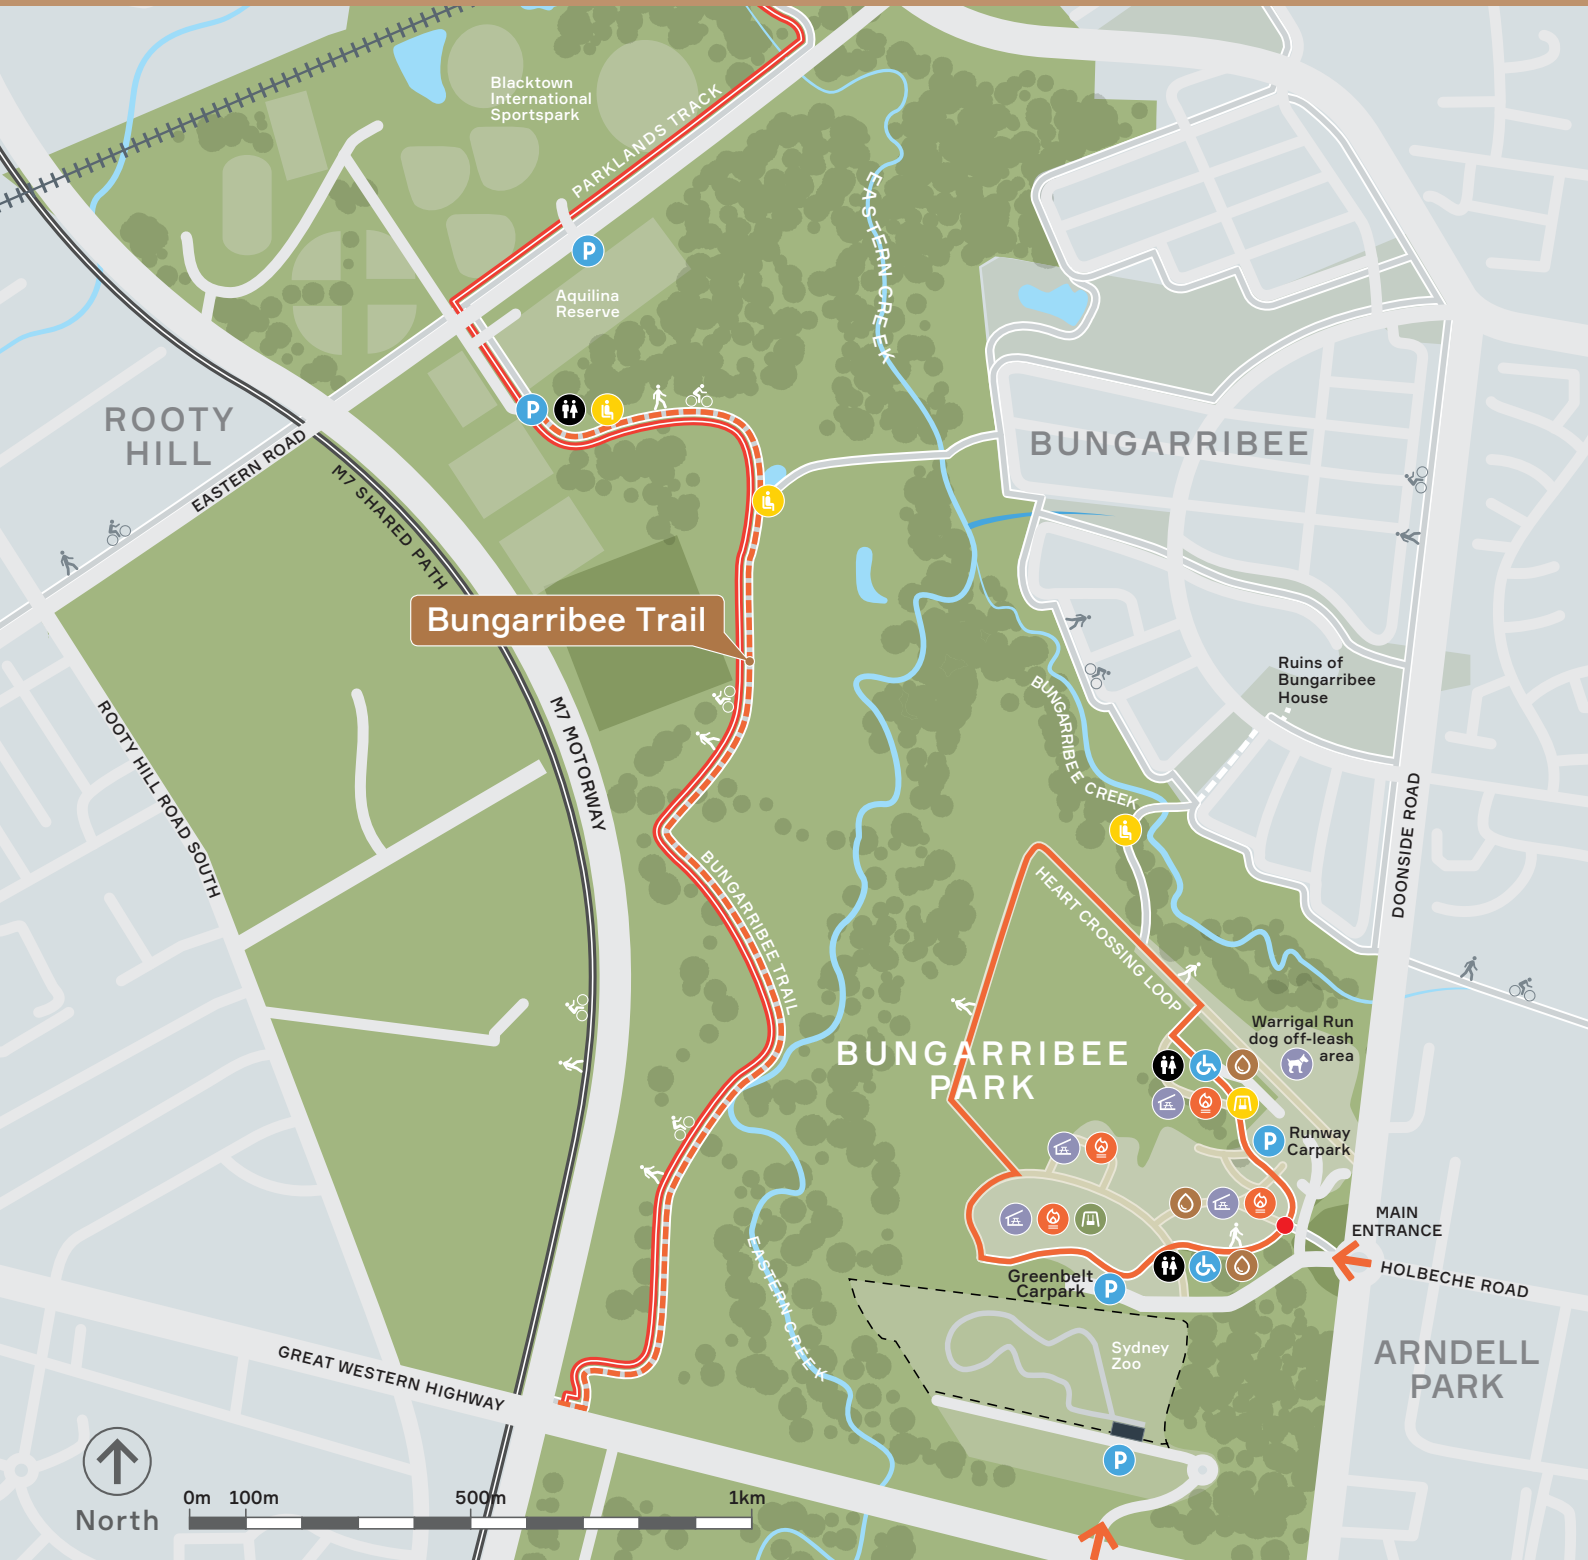 Blacktown
International
Sportspark
PARKLANDS TRACK
P
EASTERN CREEK
Aquilina
Reserve
ROOTY
HILL
EASTERN ROAD
M7 SHARED PATH
P
BUNGARRIBEE
Bungarribee Trail
Ruins of
Bungarribee
House
BUNGARRIBEE CREEK
ROOTY HILL ROAD SOUTH
M7 MOTORWAY
DOONSIDE ROAD
BUNGARRIBEE TRAIL
HEART CROSSING LOOP
BUNGARRIBEE
PARK
Warrigal Run
dog off-leash
area
P
Runway
Carpark
MAIN
ENTRANCE
HOLBECHE ROAD
Greenbelt
Carpark
P
EASTERN CREEK
Sydney
Zoo
ARNDELL
PARK
GREAT WESTERN HIGHWAY
P
North
0m 100m 500m 1km